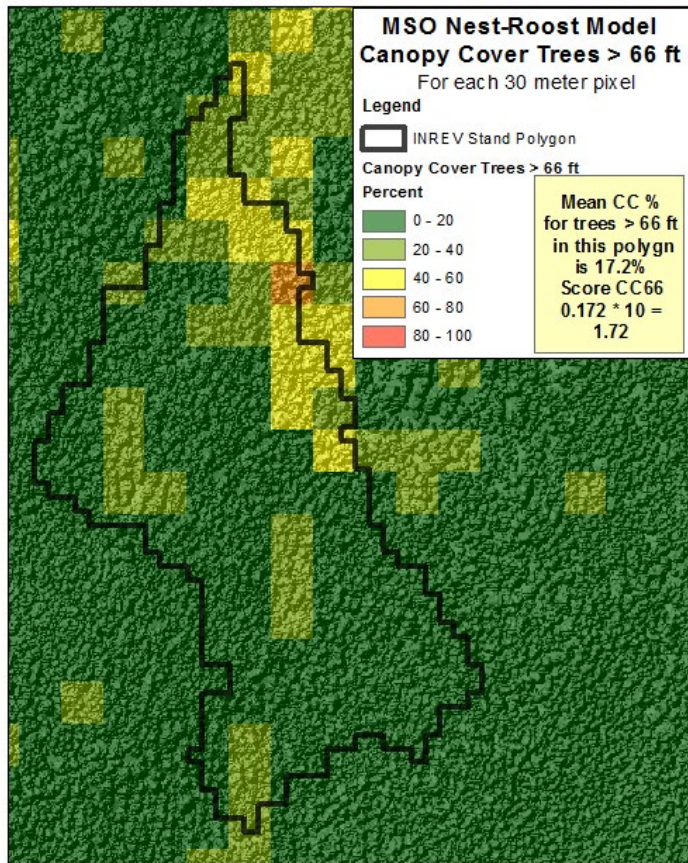 MSO Nest-Roost Model
Canopy Cover Trees > 66 ft
For each 30 meter pixel
Legend
INREV Stand Polygon
Canopy Cover Trees > 66 ft
Percent
0 - 20
20 - 40
40 - 60
60 - 80
80 - 100
Mean CC %
for trees > 66 ft
in this polygn
is 17.2%
Score CC66
0.172 * 10 =
1.72